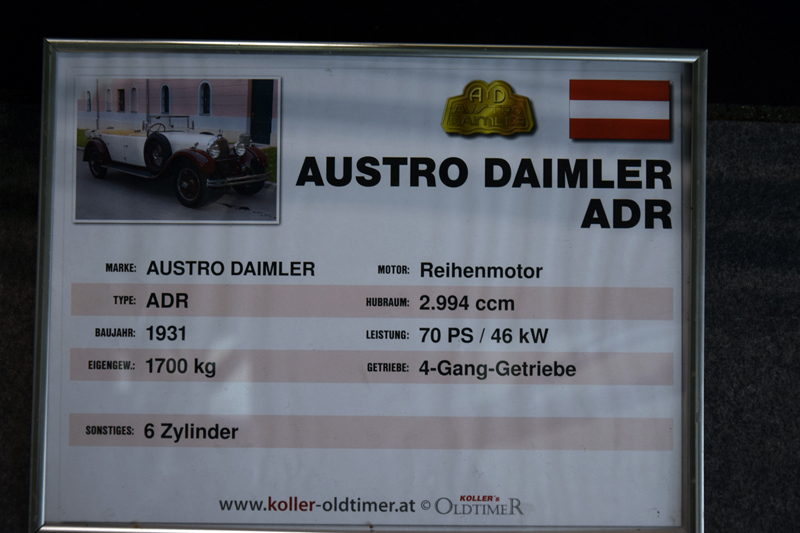 A D
AUSTRO DAIMLER
ADR
MARKE: AUSTRO DAIMLER
MOTOR: Reihenmotor
TYPE: ADR
HUBRAUM: 2.994 ccm
BAUJAHR: 1931
LEISTUNG: 70 PS / 46 kW
EIGENGEW.: 1700 kg
GETRIEBE: 4-Gang-Getriebe
SONSTIGES: 6 Zylinder
www.koller-oldtimer.at © KOLLER's OLDTIMER